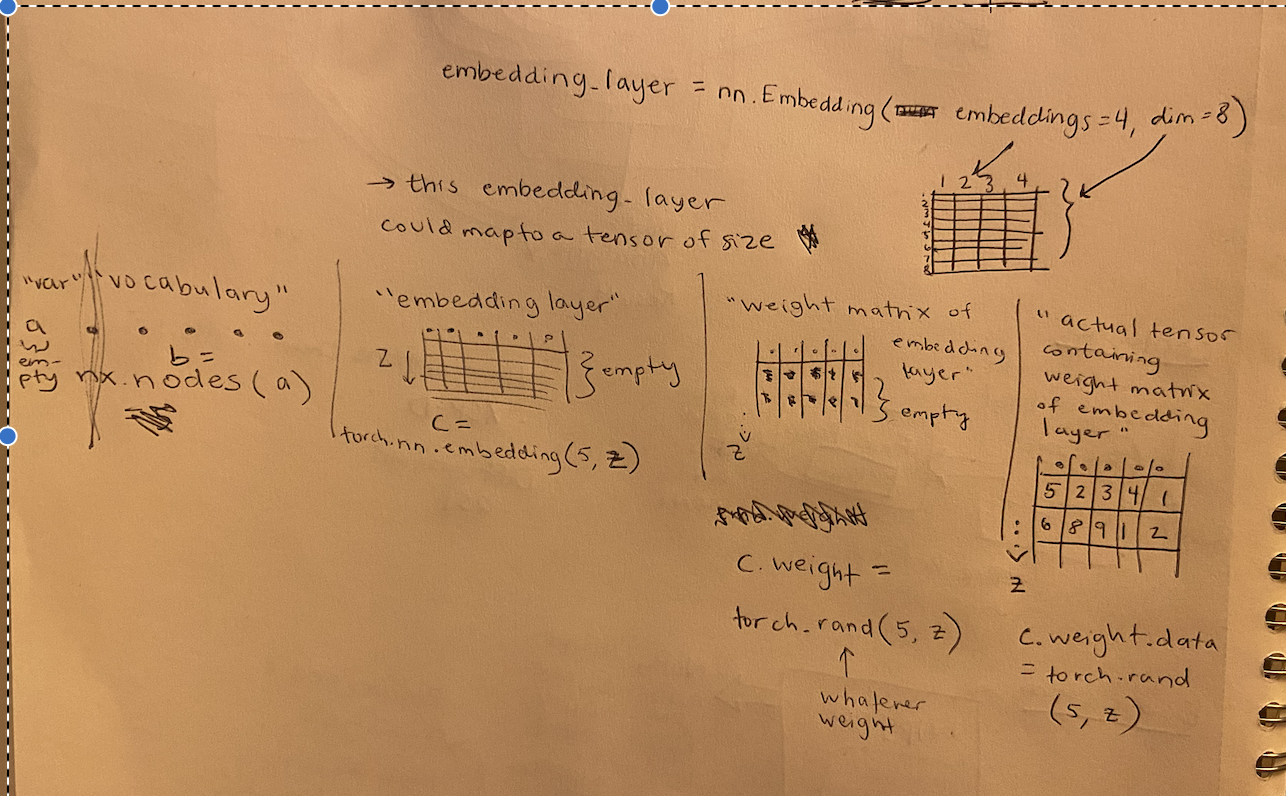 embedding_layer = nn.Embedding( embeddings=4, dim=8)
1 2 3 4
1
2
3
4
5
6
7
8
→ this embedding_layer
could map to a tensor of size
"var"
a
em-
pty
"vocabulary"
b =
nx.nodes(a)
"embedding layer"
z
empty
C =
torch.nn.embedding(5, z)
"weight matrix of
embedding
layer"
empty
z
C.weight =
torch.rand(5, z)
↑
whatever
weight
"actual tensor
containing
weight matrix
of embedding
layer"
5 2 3 4 1
6 8 9 1 2
z
C.weight.data
= torch.rand
(5, z)